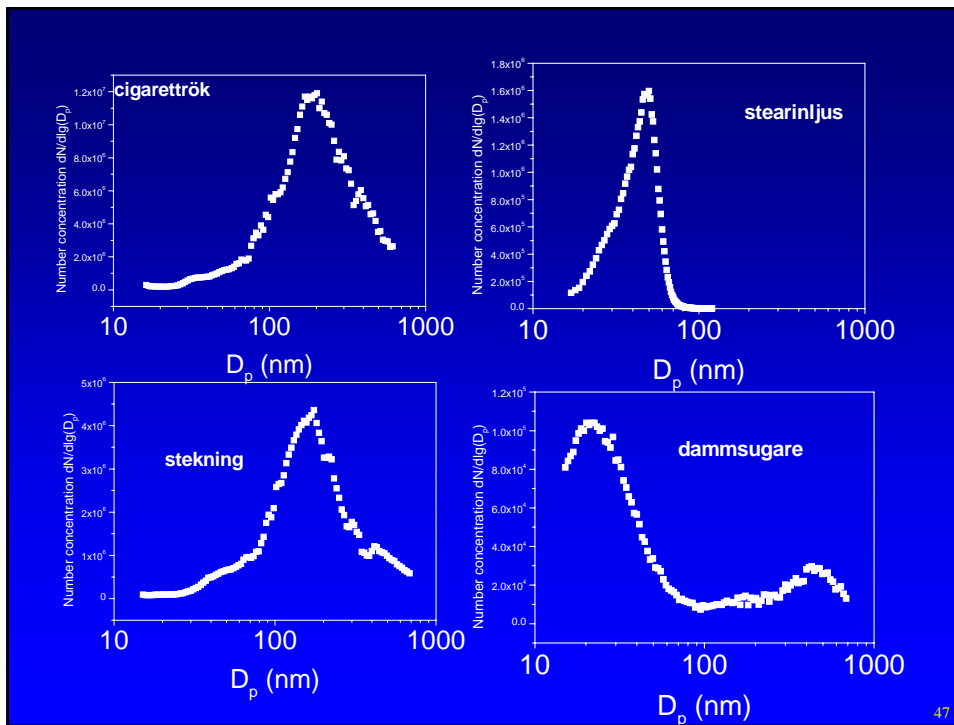 cigarettrök
Number concentration dN/dlg(Dₚ)
1.2x10⁷
1.0x10⁷
8.0x10⁶
6.0x10⁶
4.0x10⁶
2.0x10⁶
0.0
10 100 1000
Dₚ (nm)
stearinljus
Number concentration dN/dlg(Dₚ)
1.8x10⁶
1.6x10⁶
1.4x10⁶
1.2x10⁶
1.0x10⁶
8.0x10⁵
6.0x10⁵
4.0x10⁵
2.0x10⁵
0.0
10 100 1000
Dₚ (nm)
stekning
Number concentration dN/dlg(Dₚ)
5x10⁶
4x10⁶
3x10⁶
2x10⁶
1x10⁶
0
10 100 1000
Dₚ (nm)
dammsugare
Number concentration dN/dlg(Dₚ)
1.2x10⁵
1.0x10⁵
8.0x10⁴
6.0x10⁴
4.0x10⁴
2.0x10⁴
0.0
10 100 1000
Dₚ (nm)
47